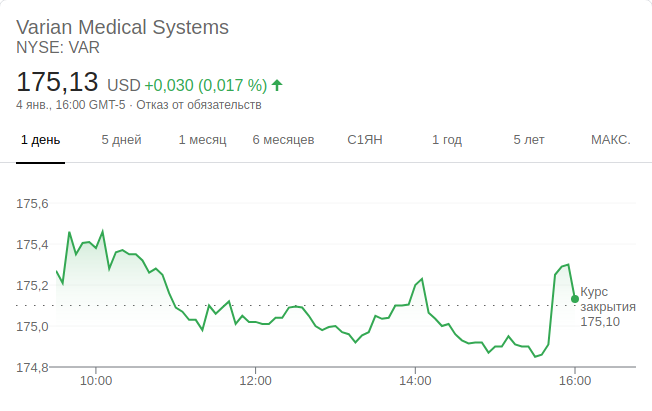 Varian Medical Systems
NYSE: VAR
175,13 USD +0,030 (0,017 %)
4 янв., 16:00 GMT-5 · Отказ от обязательств
1 день 5 дней 1 месяц 6 месяцев С1ЯН 1 год 5 лет МАКС.
175,6
175,4
175,2
175,0
174,8
Курс
закрытия
175,10
10:00 12:00 14:00 16:00